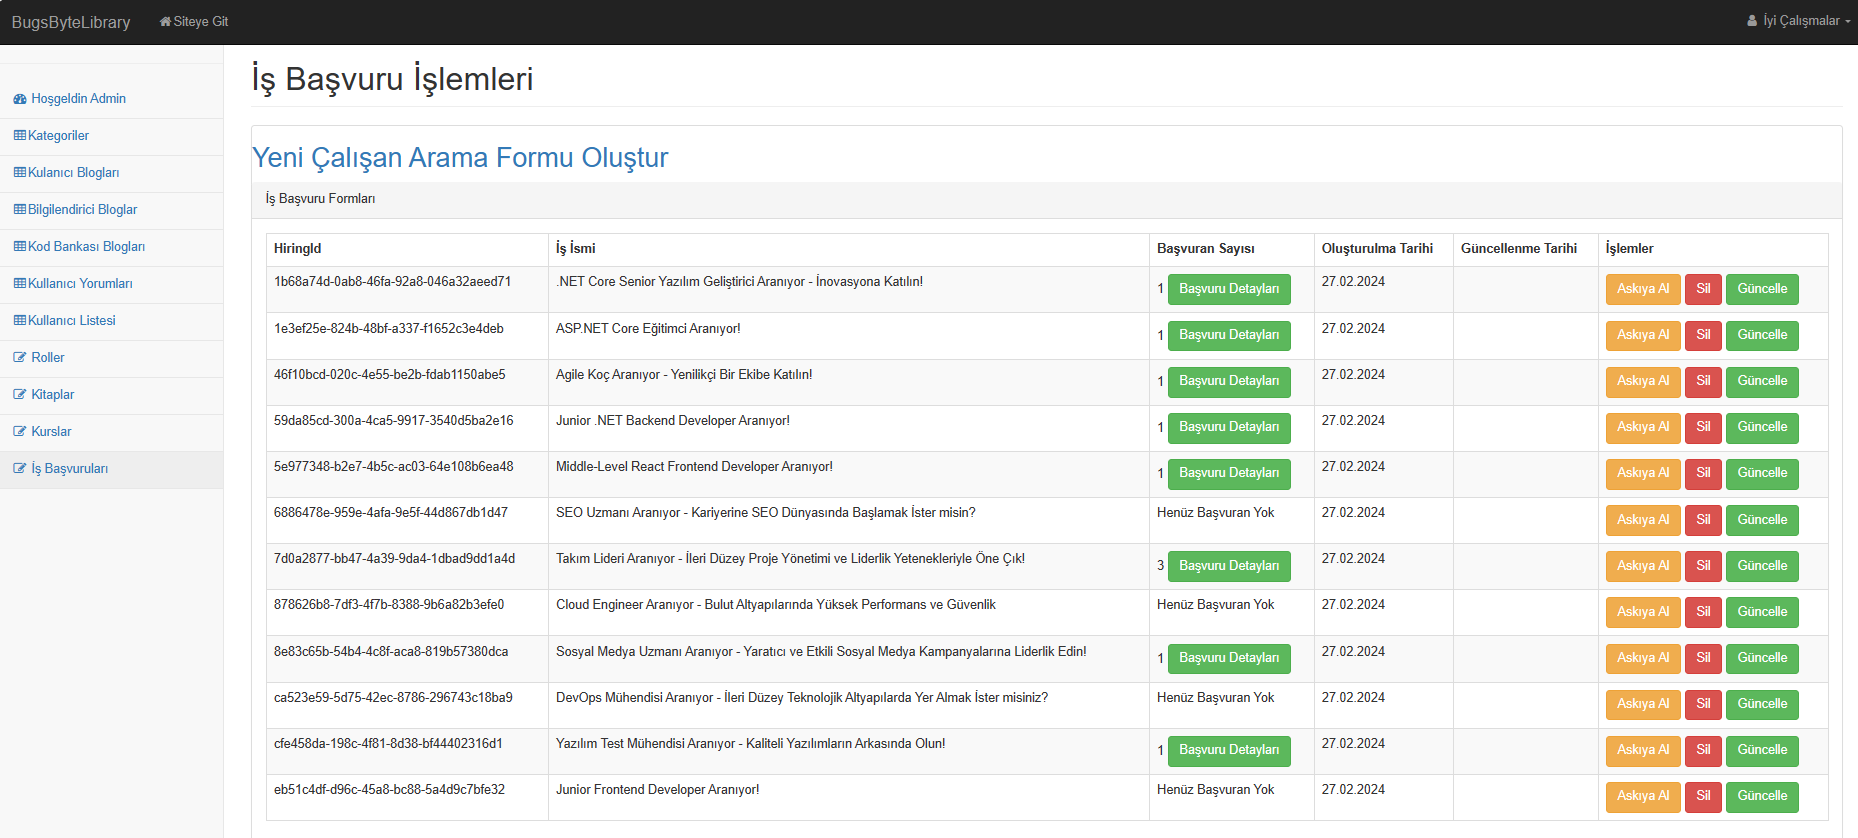 BugsByteLibrary Siteye Git İyi Çalışmalar
Hoşgeldin Admin
Kategoriler
Kulanıcı Blogları
Bilgilendirici Bloglar
Kod Bankası Blogları
Kullanıcı Yorumları
Kullanıcı Listesi
Roller
Kitaplar
Kurslar
İş Başvuruları
İş Başvuru İşlemleri
Yeni Çalışan Arama Formu Oluştur
İş Başvuru Formları
HiringId İş İsmi Başvuran Sayısı Oluşturulma Tarihi Güncellenme Tarihi İşlemler
1b68a74d-0ab8-46fa-92a8-046a32aeed71 .NET Core Senior Yazılım Geliştirici Aranıyor - İnovasyona Katılın! 1 Başvuru Detayları 27.02.2024 Askıya Al Sil Güncelle
1e3ef25e-824b-48bf-a337-f1652c3e4deb ASP.NET Core Eğitimci Aranıyor! 1 Başvuru Detayları 27.02.2024 Askıya Al Sil Güncelle
46f10bcd-020c-4e55-be2b-fdab1150abe5 Agile Koç Aranıyor - Yenilikçi Bir Ekibe Katılın! 1 Başvuru Detayları 27.02.2024 Askıya Al Sil Güncelle
59da85cd-300a-4ca5-9917-3540d5ba2e16 Junior .NET Backend Developer Aranıyor! 1 Başvuru Detayları 27.02.2024 Askıya Al Sil Güncelle
5e977348-b2e7-4b5c-ac03-64e108b6ea48 Middle-Level React Frontend Developer Aranıyor! 1 Başvuru Detayları 27.02.2024 Askıya Al Sil Güncelle
6886478e-959e-4afa-9e5f-44d867db1d47 SEO Uzmanı Aranıyor - Kariyerine SEO Dünyasında Başlamak İster misin? Henüz Başvuran Yok 27.02.2024 Askıya Al Sil Güncelle
7d0a2877-bb47-4a39-9da4-1dbad9dd1a4d Takım Lideri Aranıyor - İleri Düzey Proje Yönetimi ve Liderlik Yetenekleriyle Öne Çık! 3 Başvuru Detayları 27.02.2024 Askıya Al Sil Güncelle
878626b8-7df3-4f7b-8388-9b6a82b3efe0 Cloud Engineer Aranıyor - Bulut Altyapılarında Yüksek Performans ve Güvenlik Henüz Başvuran Yok 27.02.2024 Askıya Al Sil Güncelle
8e83c65b-54b4-4c8f-aca8-819b57380dca Sosyal Medya Uzmanı Aranıyor - Yaratıcı ve Etkili Sosyal Medya Kampanyalarına Liderlik Edin! 1 Başvuru Detayları 27.02.2024 Askıya Al Sil Güncelle
ca523e59-5d75-42ec-8786-296743c18ba9 DevOps Mühendisi Aranıyor - İleri Düzey Teknolojik Altyapılarda Yer Almak İster misiniz? Henüz Başvuran Yok 27.02.2024 Askıya Al Sil Güncelle
cfe458da-198c-4f81-8d38-bf44402316d1 Yazılım Test Mühendisi Aranıyor - Kaliteli Yazılımların Arkasında Olun! 1 Başvuru Detayları 27.02.2024 Askıya Al Sil Güncelle
eb51c4df-d96c-45a8-bc88-5a4d9c7bfe32 Junior Frontend Developer Aranıyor! Henüz Başvuran Yok 27.02.2024 Askıya Al Sil Güncelle